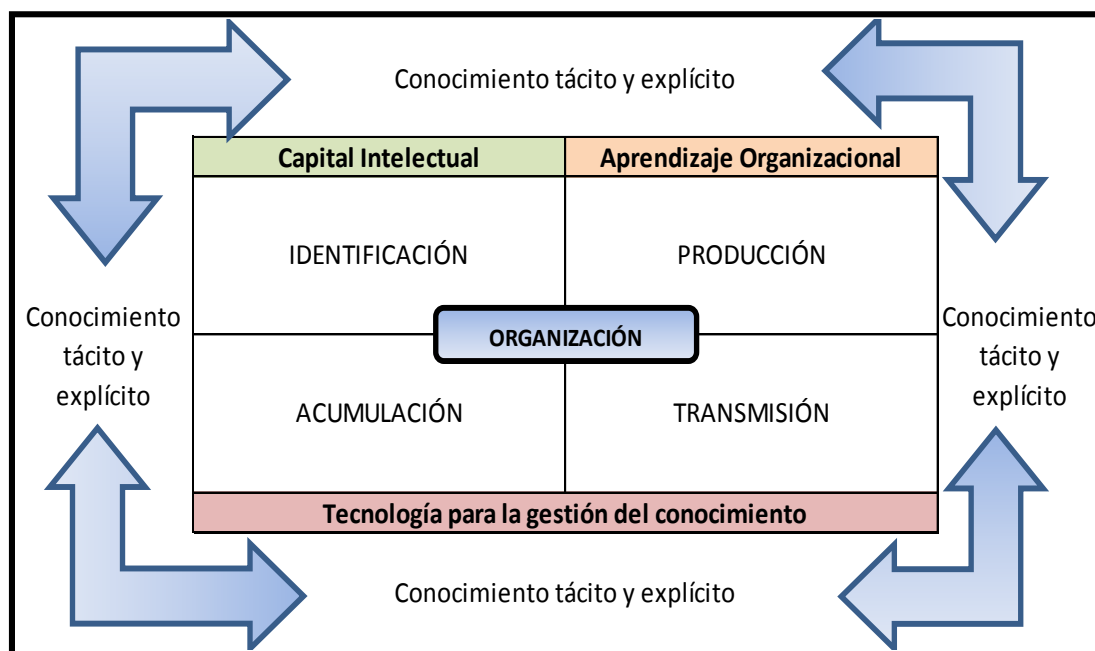 Conocimiento tácito y explícito
Capital Intelectual
Aprendizaje Organizacional
IDENTIFICACIÓN
PRODUCCIÓN
Conocimiento
tácito y
explícito
ORGANIZACIÓN
Conocimiento
tácito y
explícito
ACUMULACIÓN
TRANSMISIÓN
Tecnología para la gestión del conocimiento
Conocimiento tácito y explícito